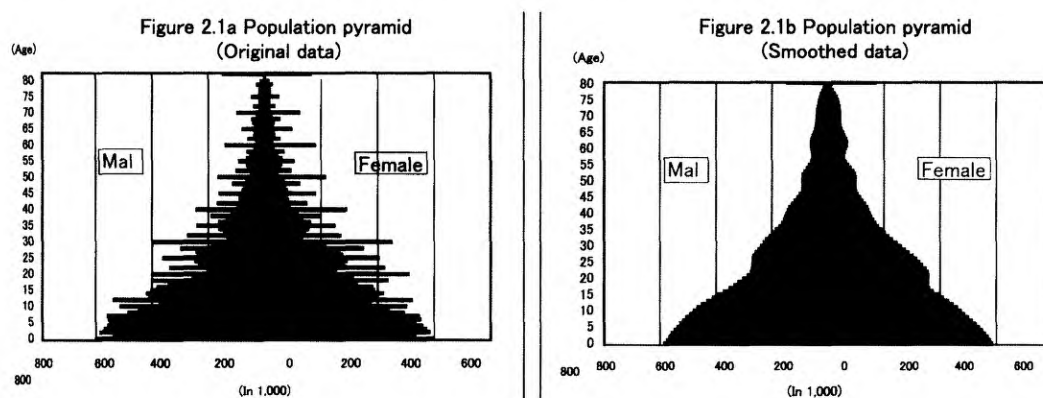 Figure 2.1a Population pyramid
(Original data)
(Age)
80
75
70
65
60
55
50
45
40
35
30
25
20
15
10
5
0
Mal
Female
800 600 400 200 0 200 400 600
800
(In 1,000)
Figure 2.1b Population pyramid
(Smoothed data)
(Age)
80
75
70
65
60
55
50
45
40
35
30
25
20
15
10
5
0
Mal
Female
800 600 400 200 0 200 400 600
800
(In 1,000)